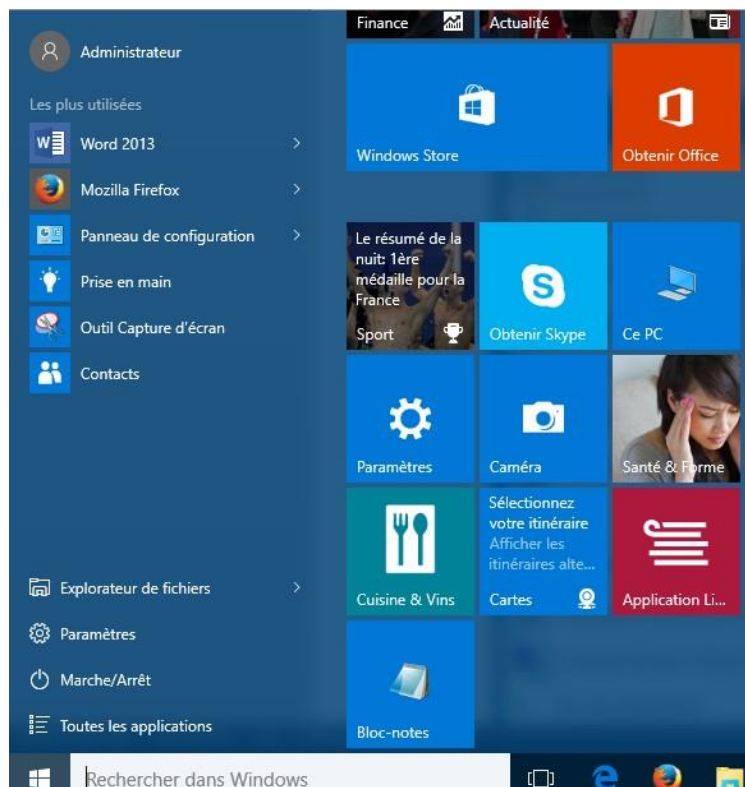 Administrateur
Les plus utilisées
Word 2013
Mozilla Firefox
Panneau de configuration
Prise en main
Outil Capture d'écran
Contacts
Explorateur de fichiers
Paramètres
Marche/Arrêt
Toutes les applications
Finance
Actualité
Windows Store
Obtenir Office
Le résumé de la
nuit: 1ère
médaille pour la
France
Sport
Obtenir Skype
Ce PC
Paramètres
Caméra
Santé & Forme
Cuisine & Vins
Sélectionnez
votre itinéraire
Afficher les
itinéraires alte...
Cartes
Application Li...
Bloc-notes
Rechercher dans Windows